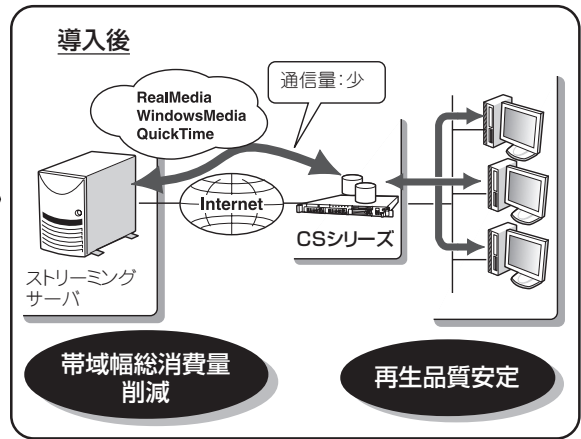 導入後
通信量:少
RealMedia
WindowsMedia
QuickTime
Internet
CSシリーズ
ストリーミング
サーバ
帯域幅総消費量
削減
再生品質安定